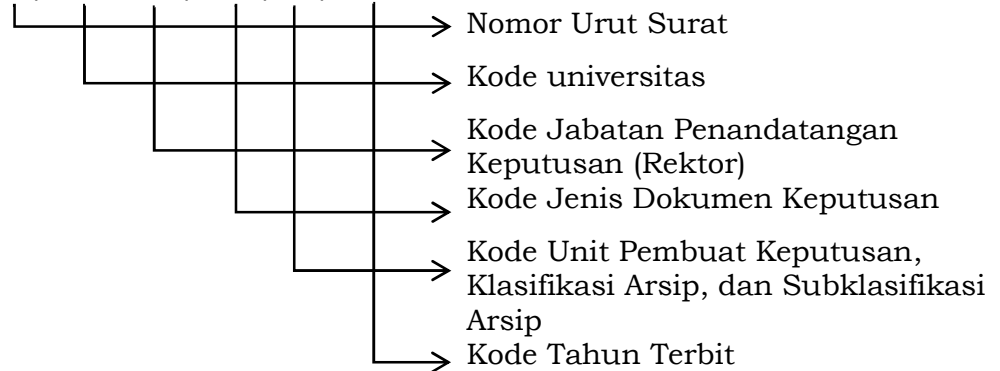 Nomor Urut Surat
Kode universitas
Kode Jabatan Penandatangan
Keputusan (Rektor)
Kode Jenis Dokumen Keputusan
Kode Unit Pembuat Keputusan,
Klasifikasi Arsip, dan Subklasifikasi
Arsip
Kode Tahun Terbit